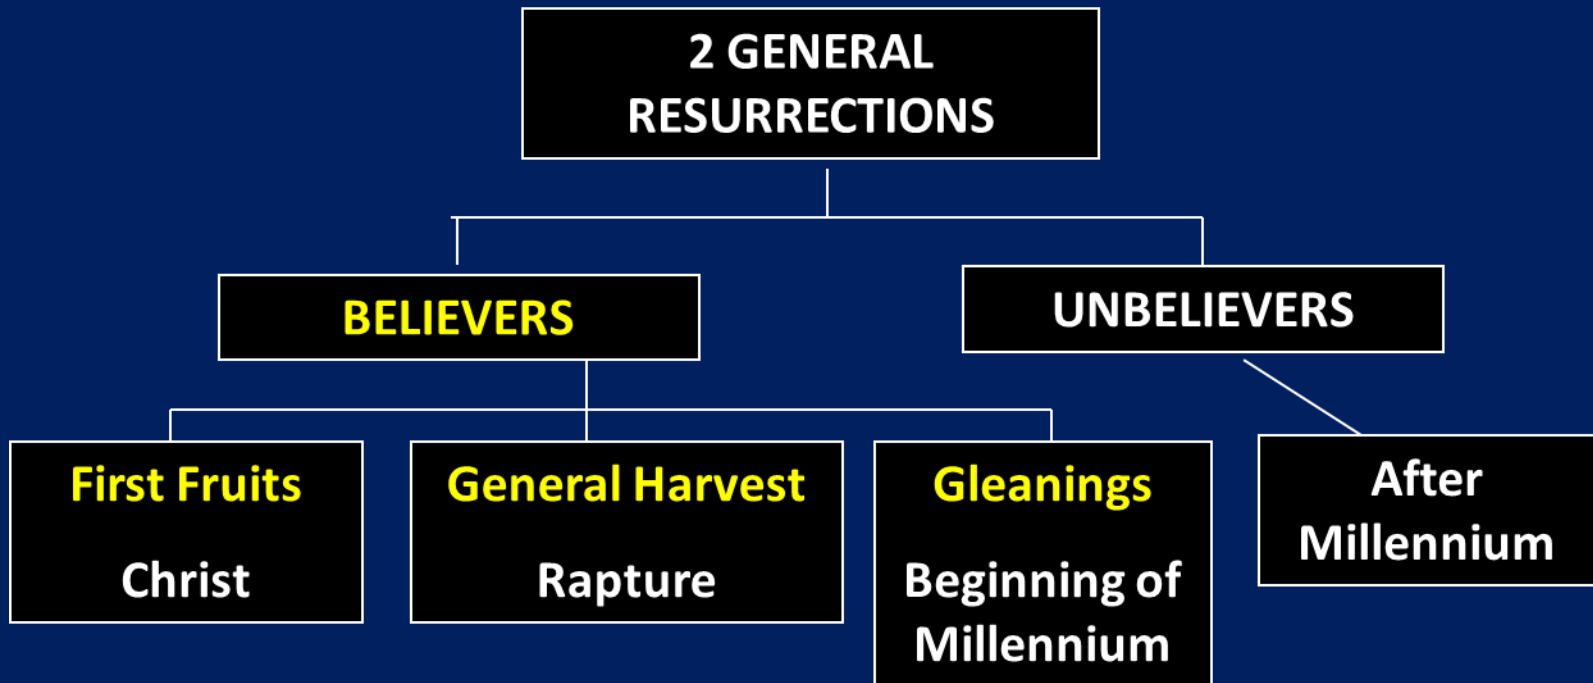 2 GENERAL
RESURRECTIONS
BELIEVERS
UNBELIEVERS
First Fruits
Christ
General Harvest
Rapture
Gleanings
Beginning of
Millennium
After
Millennium